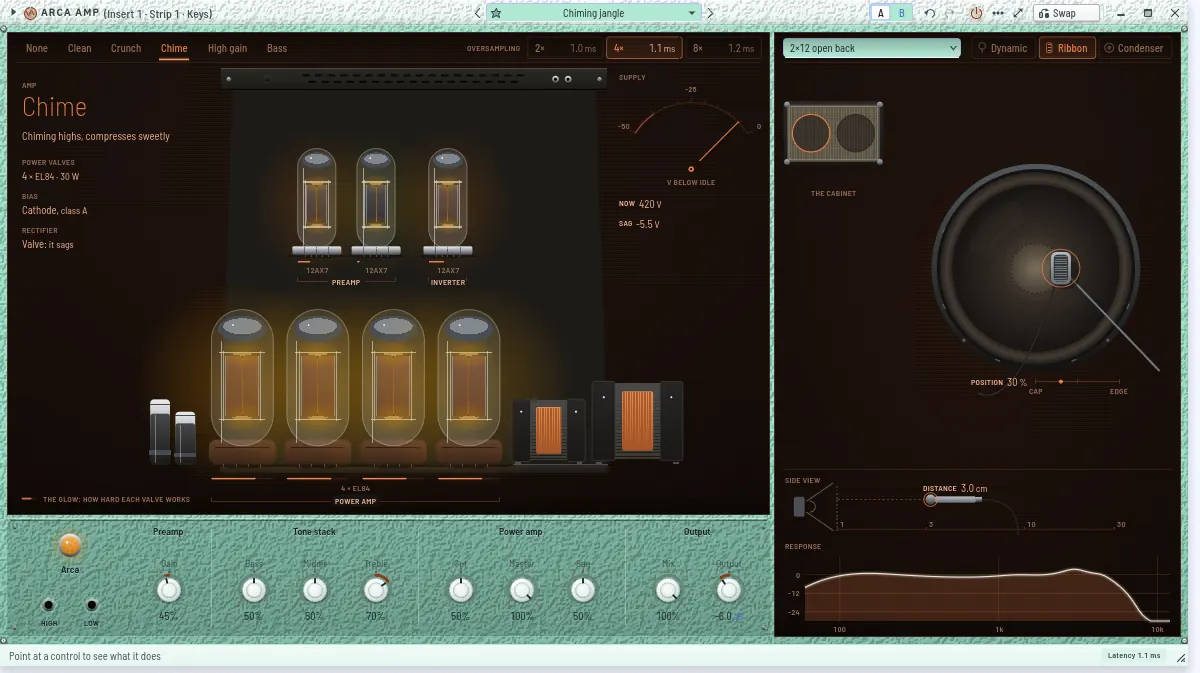 ARCA AMP (Insert 1 · Strip 1 · Keys)
Chiming jangle
A B
Swap
None Clean Crunch Chime High gain Bass
OVERSAMPLING 2× 1.0 ms 4× 1.1 ms 8× 1.2 ms
2×12 open back
Dynamic Ribbon Condenser
AMP
Chime
Chiming highs, compresses sweetly
POWER VALVES
4 × EL84 · 30 W
BIAS
Cathode, class A
RECTIFIER
Valve: it sags
SUPPLY
-50 -25 0
V BELOW IDLE
NOW 420 V
SAG -5.5 V
12AX7 12AX7 12AX7
PREAMP INVERTER
4 × EL84
POWER AMP
THE GLOW: HOW HARD EACH VALVE WORKS
THE CABINET
POSITION 30 %
CAP EDGE
SIDE VIEW
DISTANCE 3.0 cm
1 3 10 30
RESPONSE
0
-12
-24
100 1k 10k
Arca
HIGH LOW
Preamp Tone stack Power amp Output
Gain Bass Middle Treble Cut Master Sag Mix Output
45% 50% 50% 70% 50% 100% 50% 100% -6.0 dB
Point at a control to see what it does
Latency 1.1 ms